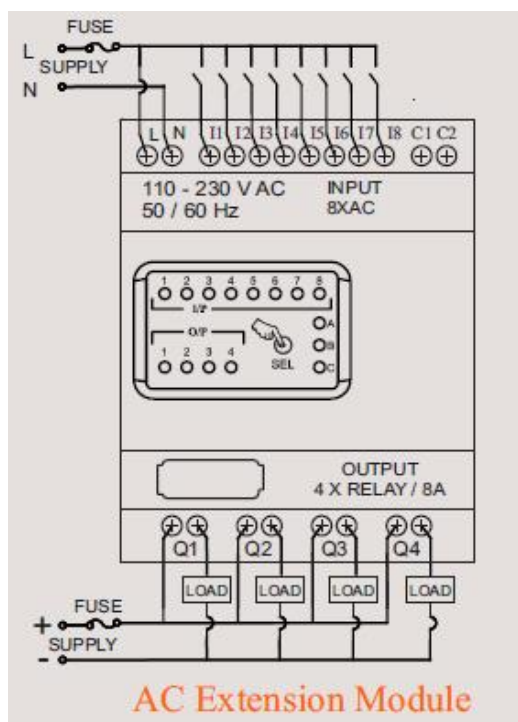 FUSE
L
SUPPLY
N
L N I1 I2 I3 I4 I5 I6 I7 I8 C1 C2
110 - 230 V AC INPUT
50 / 60 Hz 8XAC
1 2 3 4 5 6 7 8
I/P
O/P
A
1 2 3 4
B
SEL
C
OUTPUT
4 X RELAY / 8A
Q1 Q2 Q3 Q4
LOAD LOAD LOAD LOAD
FUSE
+
SUPPLY
-
AC Extension Module